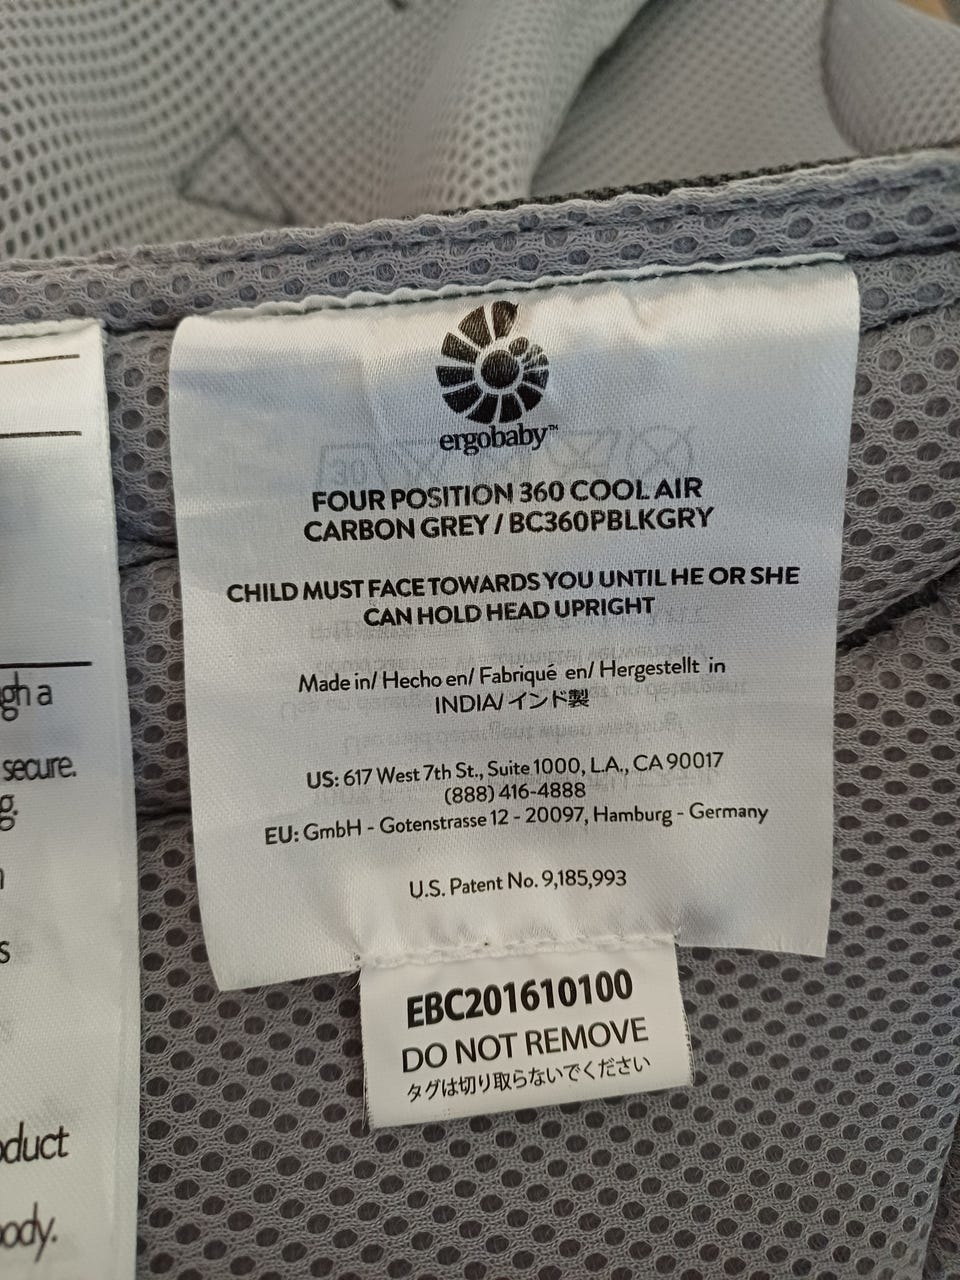 gh a
secure.
g.
s
oduct
ody.
ergobaby™
FOUR POSITION 360 COOL AIR
CARBON GREY / BC360PBLKGRY
CHILD MUST FACE TOWARDS YOU UNTIL HE OR SHE
CAN HOLD HEAD UPRIGHT
Made in/ Hecho en/ Fabriqué en/ Hergestellt in
INDIA/ インド製
US: 617 West 7th St., Suite 1000, L.A., CA 90017
(888) 416-4888
EU: GmbH - Gotenstrasse 12 - 20097, Hamburg - Germany
U.S. Patent No. 9,185,993
EBC201610100
DO NOT REMOVE
タグは切り取らないでください